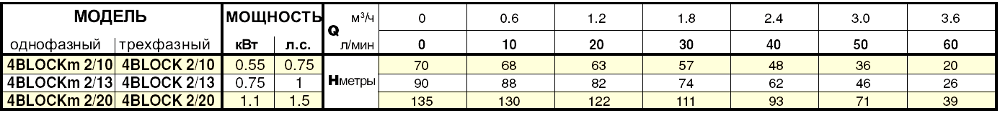 МОДЕЛЬ МОЩНОСТЬ Q м³/ч 0 0.6 1.2 1.8 2.4 3.0 3.6
однофазный трехфазный кВт л.с. л/мин 0 10 20 30 40 50 60
4BLOCKm 2/10 4BLOCK 2/10 0.55 0.75 70 68 63 57 48 36 20
4BLOCKm 2/13 4BLOCK 2/13 0.75 1 Hметры 90 88 82 74 62 46 26
4BLOCKm 2/20 4BLOCK 2/20 1.1 1.5 135 130 122 111 93 71 39